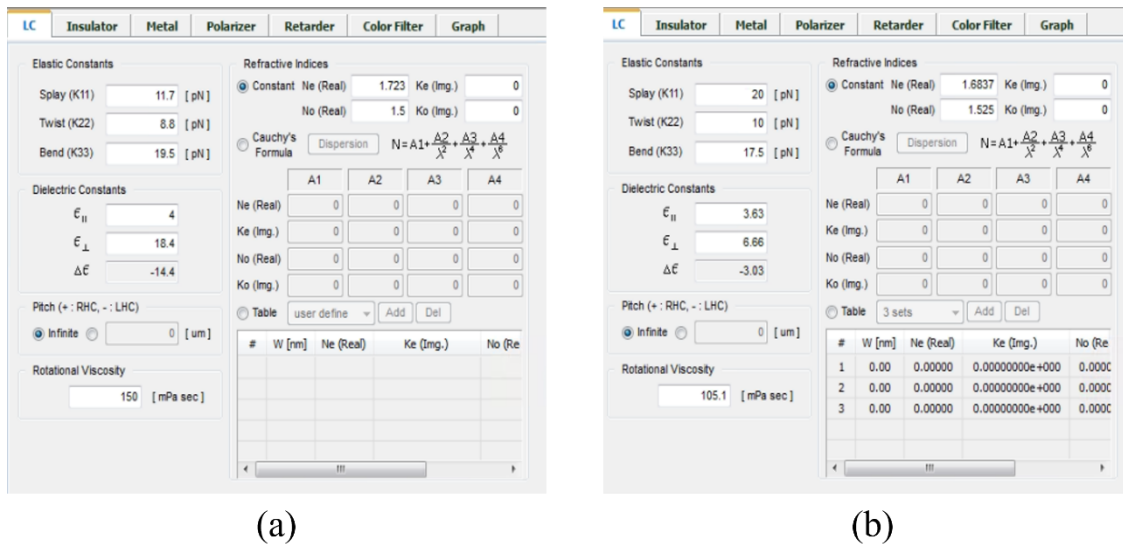 LC Insulator Metal Polarizer Retarder Color Filter Graph
Elastic Constants
Splay (K11) 11.7 [ pN ]
Twist (K22) 8.8 [ pN ]
Bend (K33) 19.5 [ pN ]
Dielectric Constants
ϵ|| 4
ϵ⊥ 18.4
Δϵ -14.4
Pitch (+ : RHC, - : LHC)
Infinite 0 [ um ]
Rotational Viscosity
150 [ mPa sec ]
Refractive Indices
Constant Ne (Real) 1.723 Ke (Img.) 0
No (Real) 1.5 Ko (Img.) 0
Cauchy's
Formula Dispersion N=A1+A2/λ²+A3/λ⁴+A4/λ⁶
A1 A2 A3 A4
Ne (Real) 0 0 0 0
Ke (Img.) 0 0 0 0
No (Real) 0 0 0 0
Ko (Img.) 0 0 0 0
Table user define Add Del
# W [nm] Ne (Real) Ke (Img.) No (Re
(a)
LC Insulator Metal Polarizer Retarder Color Filter Graph
Elastic Constants
Splay (K11) 20 [ pN ]
Twist (K22) 10 [ pN ]
Bend (K33) 17.5 [ pN ]
Dielectric Constants
ϵ|| 3.63
ϵ⊥ 6.66
Δϵ -3.03
Pitch (+ : RHC, - : LHC)
Infinite 0 [ um ]
Rotational Viscosity
105.1 [ mPa sec ]
Refractive Indices
Constant Ne (Real) 1.6837 Ke (Img.) 0
No (Real) 1.525 Ko (Img.) 0
Cauchy's
Formula Dispersion N=A1+A2/λ²+A3/λ⁴+A4/λ⁶
A1 A2 A3 A4
Ne (Real) 0 0 0 0
Ke (Img.) 0 0 0 0
No (Real) 0 0 0 0
Ko (Img.) 0 0 0 0
Table 3 sets Add Del
# W [nm] Ne (Real) Ke (Img.) No (Re
1 0.00 0.00000 0.00000000e+000 0.0000
2 0.00 0.00000 0.00000000e+000 0.0000
3 0.00 0.00000 0.00000000e+000 0.0000
(b)